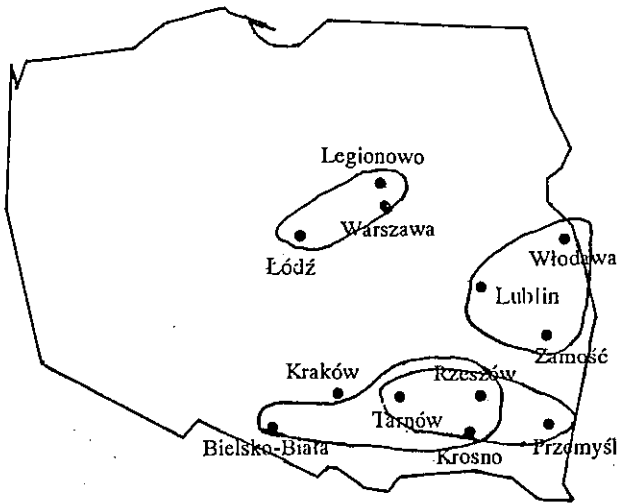 Legionowo
Warszawa
Łódź
Włodawa
Lublin
Zamość
Kraków
Rzeszów
Tarnów
Bielsko-Biała
Krosno
Przemyśl